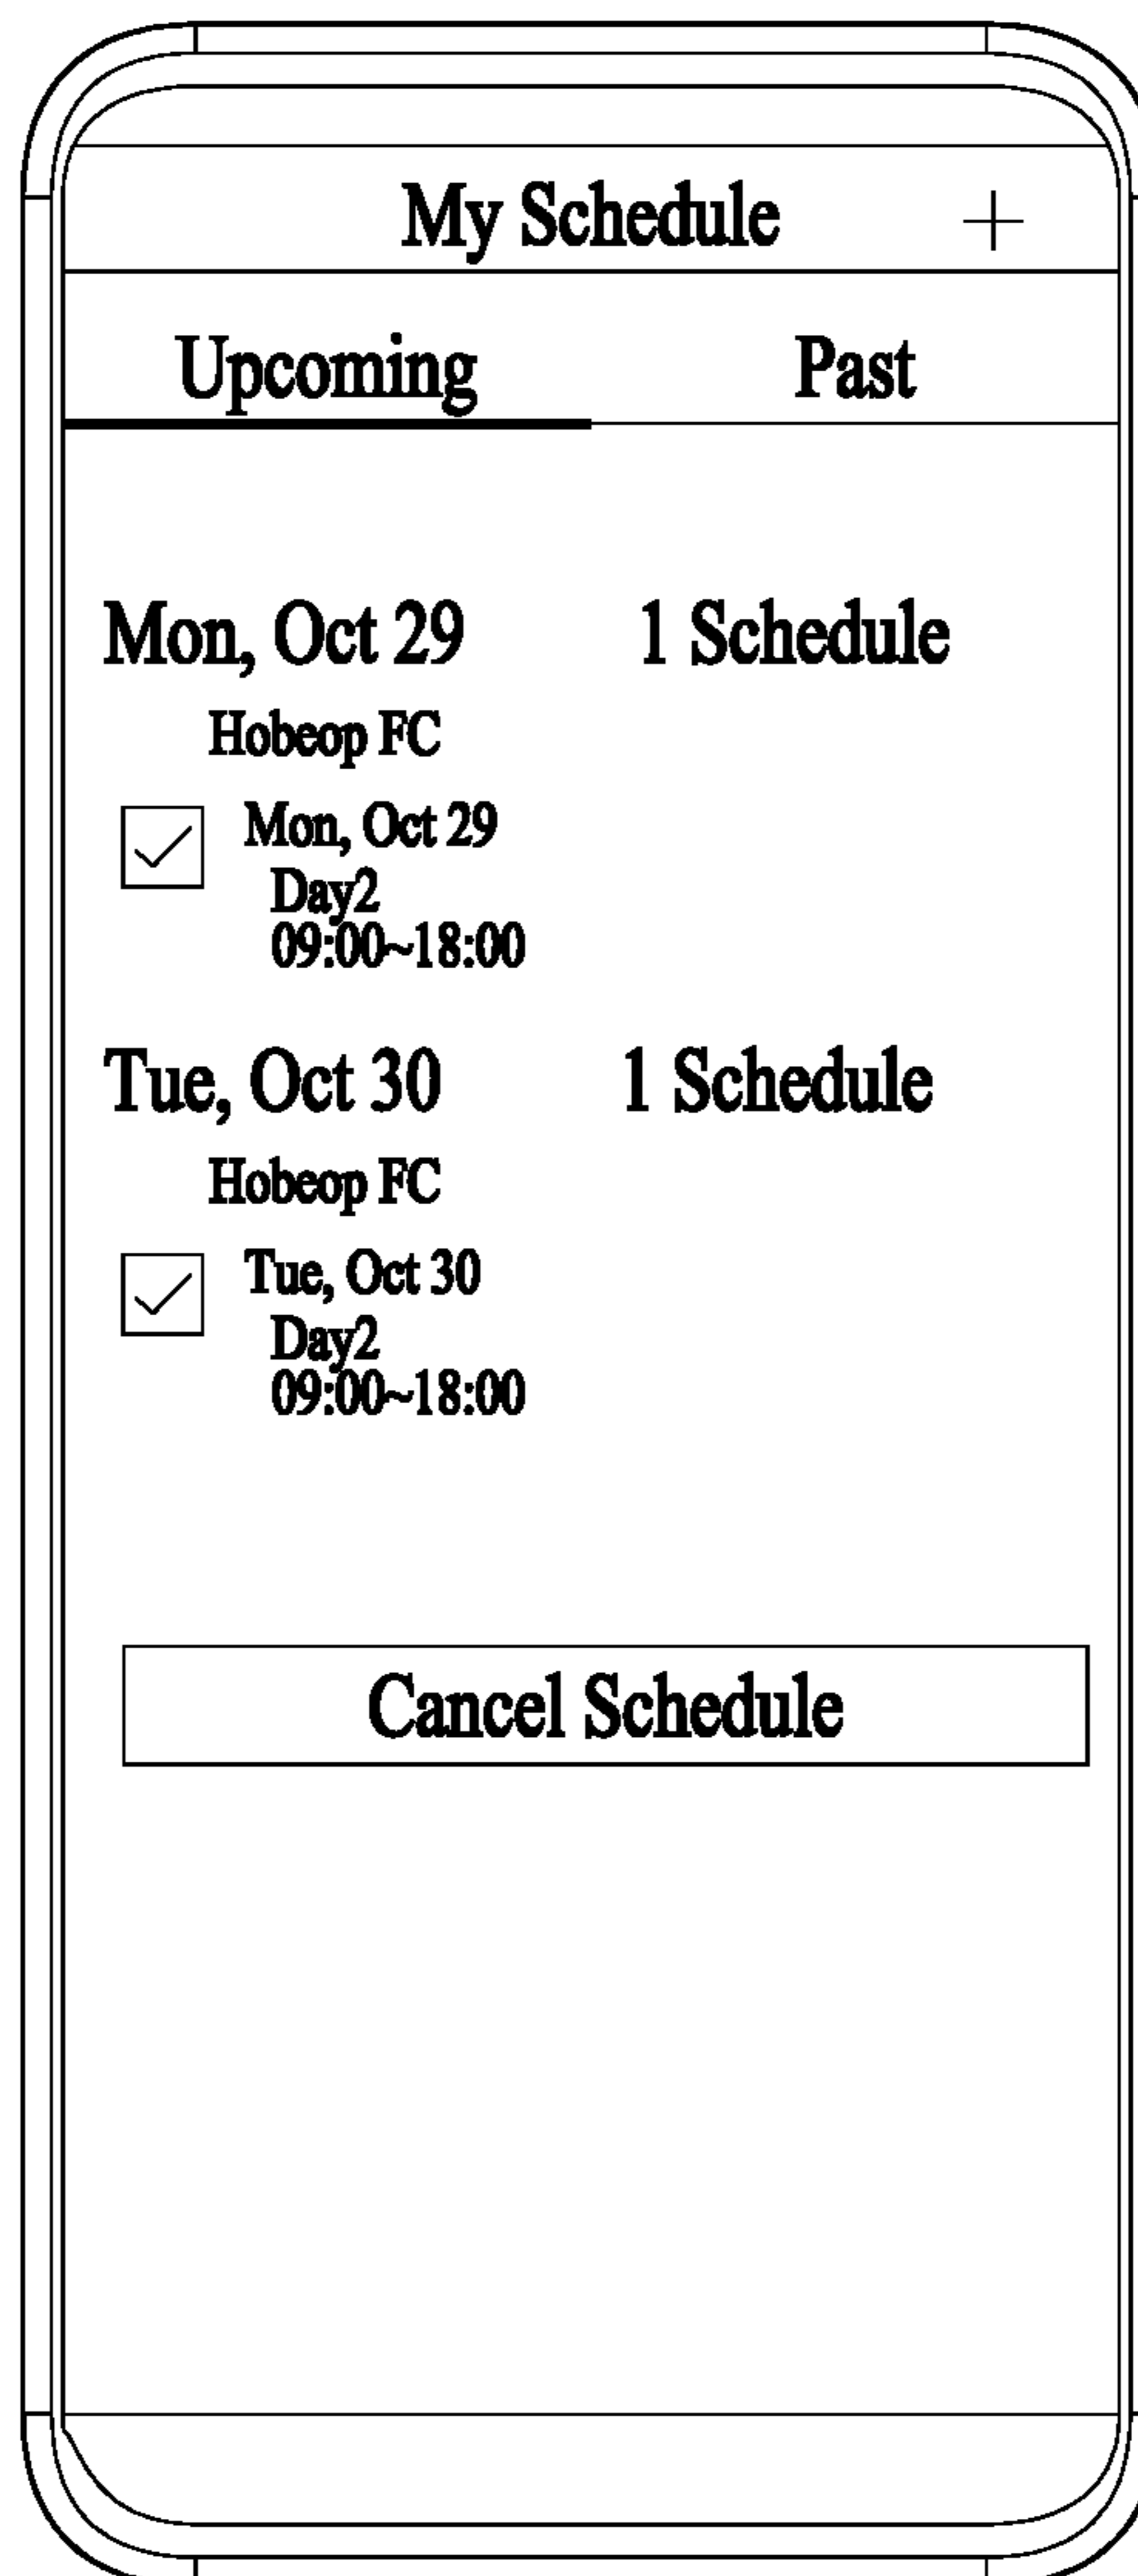 My Schedule +
Upcoming Past
Mon, Oct 29 1 Schedule
Hobeop FC
Mon, Oct 29
Day2
09:00~18:00
Tue, Oct 30 1 Schedule
Hobeop FC
Tue, Oct 30
Day2
09:00~18:00
Cancel Schedule